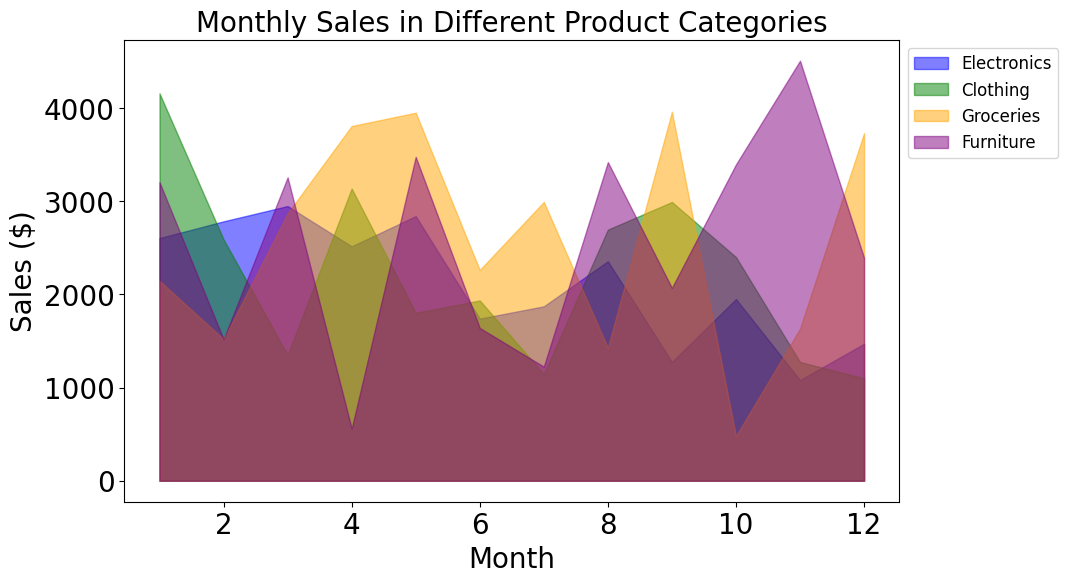 Monthly Sales in Different Product Categories
Sales ($)
4000
3000
2000
1000
0
2 4 6 8 10 12
Month
Electronics
Clothing
Groceries
Furniture